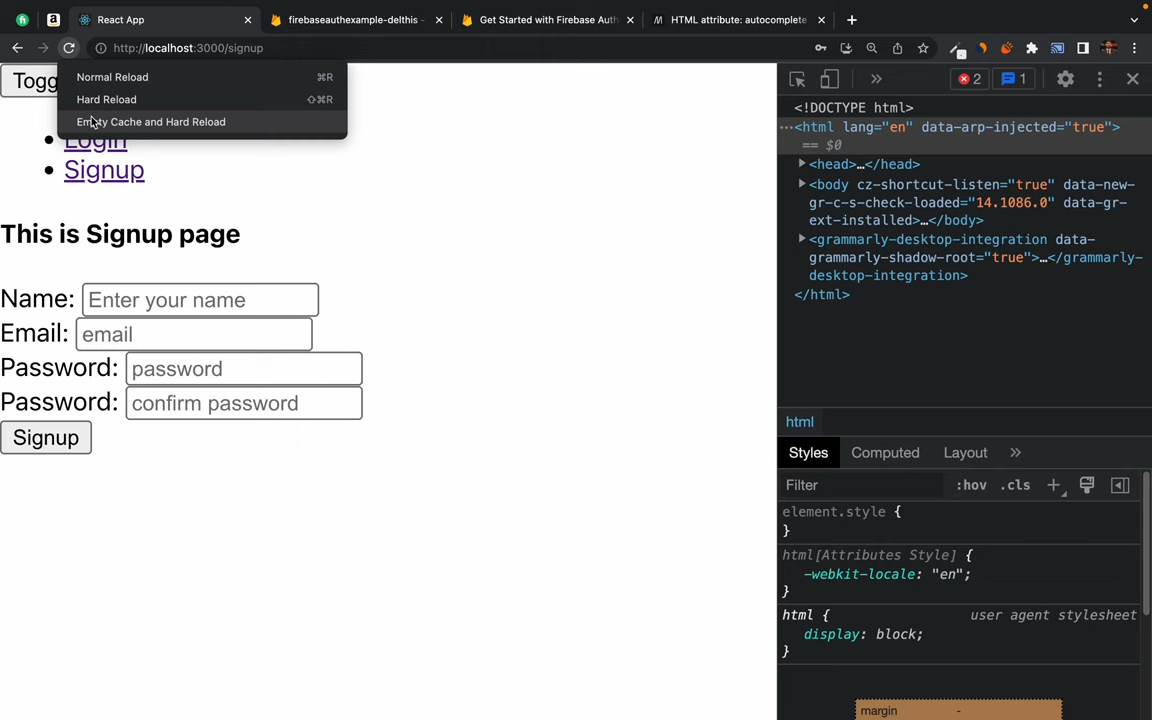 React App
firebaseauthexample-delthis -
Get Started with Firebase Auth
HTML attribute: autocomplete
http://localhost:3000/signup
Normal Reload ⌘R
Hard Reload ⇧⌘R
Empty Cache and Hard Reload
Togg
Login
Signup
This is Signup page
Name: Enter your name
Email: email
Password: password
Password: confirm password
Signup
2
1
<!DOCTYPE html>
···<html lang="en" data-arp-injected="true">
== $0
<head>…</head>
<body cz-shortcut-listen="true" data-new-
gr-c-s-check-loaded="14.1086.0" data-gr-
ext-installed>…</body>
<grammarly-desktop-integration data-
grammarly-shadow-root="true">…</grammarly-
desktop-integration>
</html>
html
Styles Computed Layout
Filter :hov .cls
element.style {
}
html[Attributes Style] {
-webkit-locale: "en";
}
html { user agent stylesheet
display: block;
}
margin -